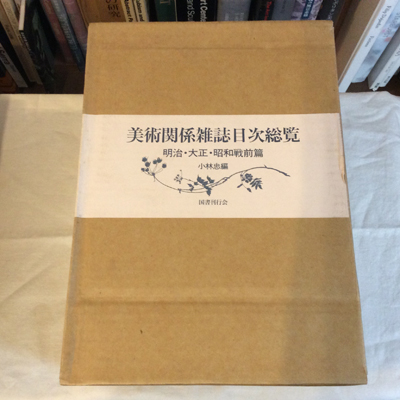 美術関係雑誌目次総覧
明治・大正・昭和戦前篇
小林忠編
国書刊行会